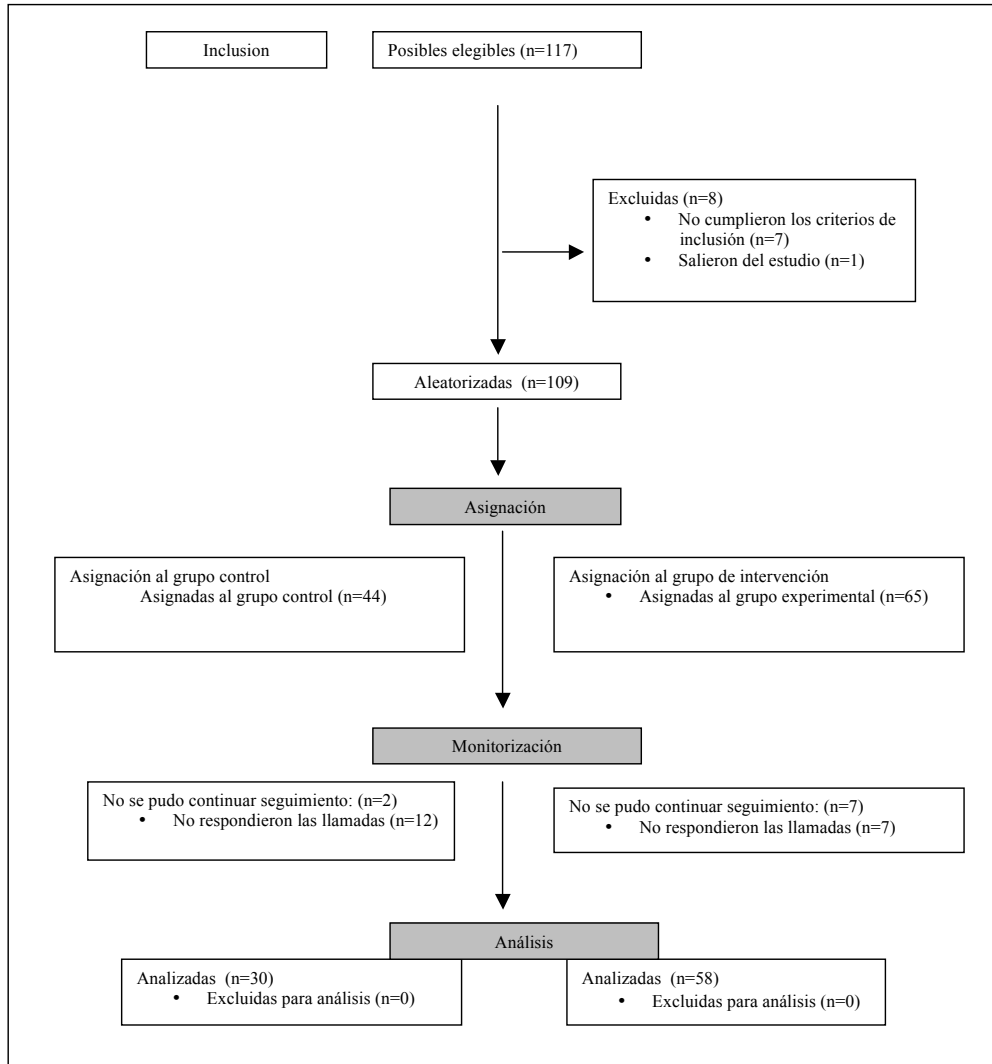 Inclusion
Posibles elegibles (n=117)
Excluidas (n=8)
• No cumplieron los criterios de
inclusión (n=7)
• Salieron del estudio (n=1)
Aleatorizadas (n=109)
Asignación
Asignación al grupo control
Asignadas al grupo control (n=44)
Asignación al grupo de intervención
• Asignadas al grupo experimental (n=65)
Monitorización
No se pudo continuar seguimiento: (n=2)
• No respondieron las llamadas (n=12)
No se pudo continuar seguimiento: (n=7)
• No respondieron las llamadas (n=7)
Análisis
Analizadas (n=30)
• Excluidas para análisis (n=0)
Analizadas (n=58)
• Excluidas para análisis (n=0)